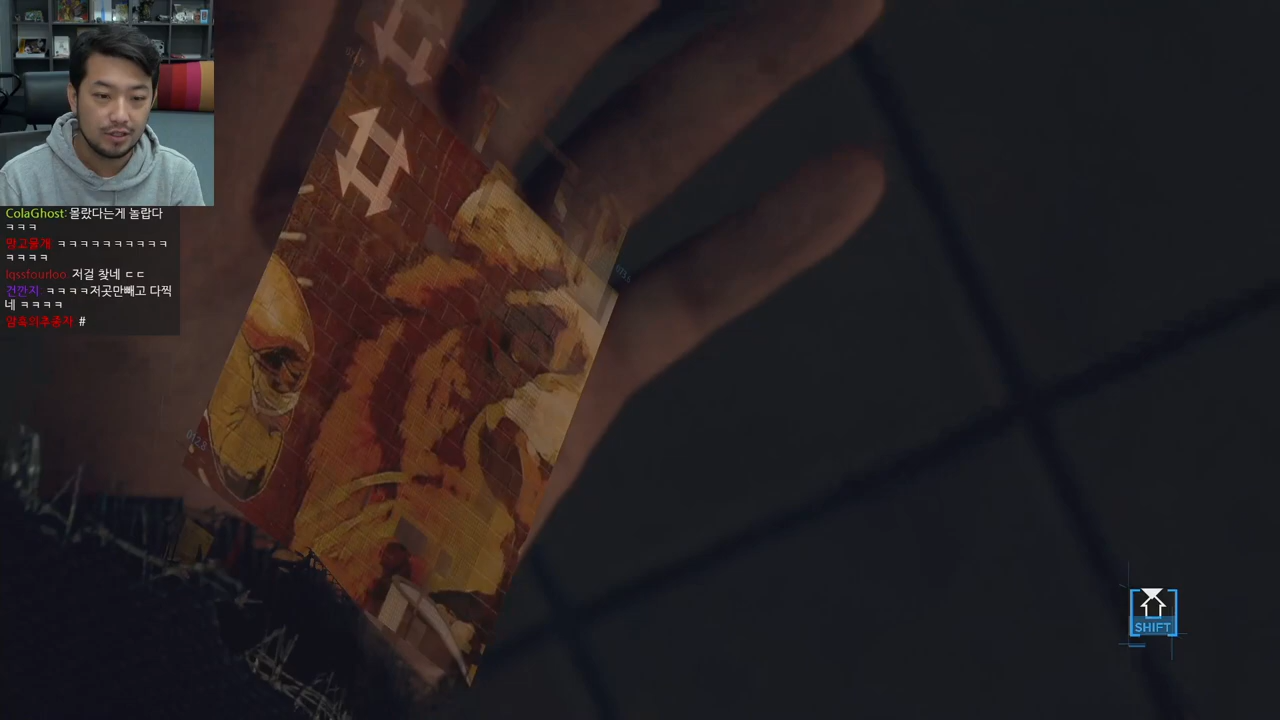 ColaGhost: 몰랐다는게 놀랍다
ㅋㅋㅋ
망고물개 ㅋㅋㅋㅋㅋㅋㅋㅋㅋㅋ
ㅋㅋㅋㅋ
lqssfourloo: 저걸 찾네 ㄷㄷ
건깐지: ㅋㅋㅋㅋ저곳만빼고 다찍
네 ㅋㅋㅋㅋ
암흑의추종자: #
SHIFT